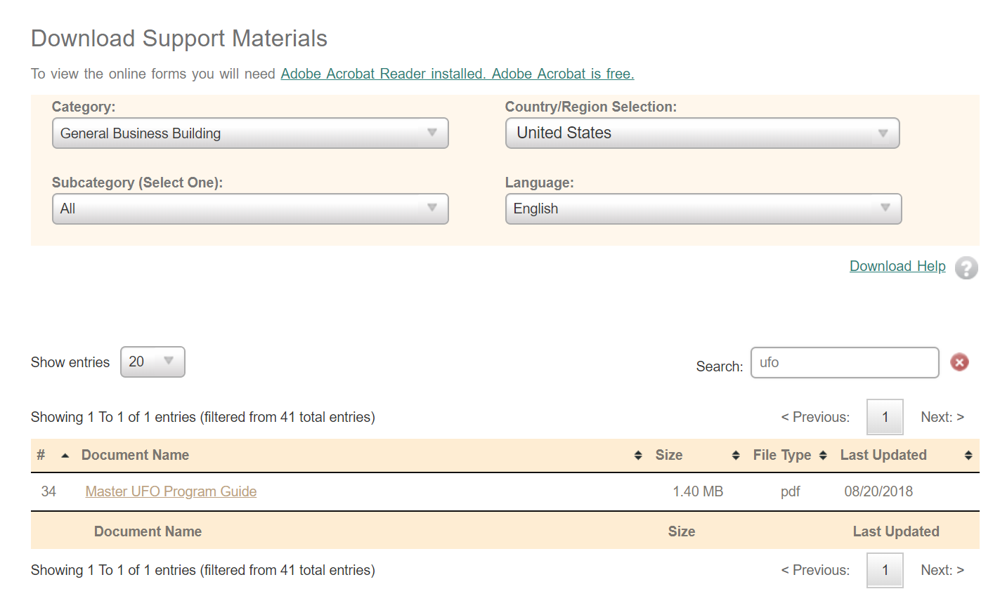 Download Support Materials
To view the online forms you will need Adobe Acrobat Reader installed. Adobe Acrobat is free.
Category: Country/Region Selection:
General Business Building United States
Subcategory (Select One): Language:
All English
Download Help ?
Show entries 20 Search: ufo
Showing 1 To 1 of 1 entries (filtered from 41 total entries) < Previous: 1 Next: >
# Document Name Size File Type Last Updated
34 Master UFO Program Guide 1.40 MB pdf 08/20/2018
Document Name Size Last Updated
Showing 1 To 1 of 1 entries (filtered from 41 total entries) < Previous: 1 Next: >